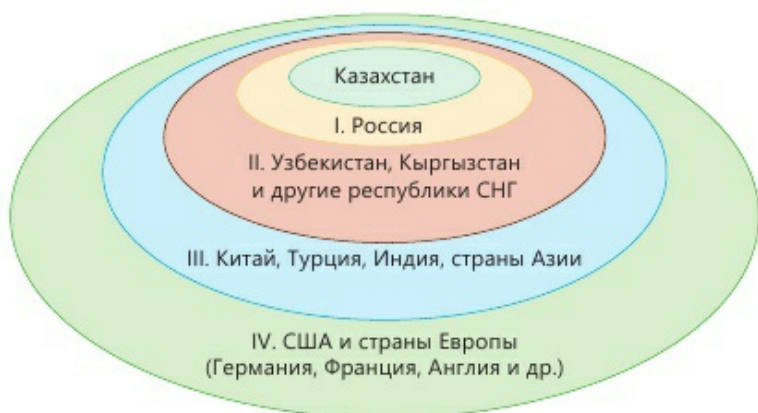 Казахстан
I. Россия
II. Узбекистан, Кыргызстан
и другие республики СНГ
III. Китай, Турция, Индия, страны Азии
IV. США и страны Европы
(Германия, Франция, Англия и др.)